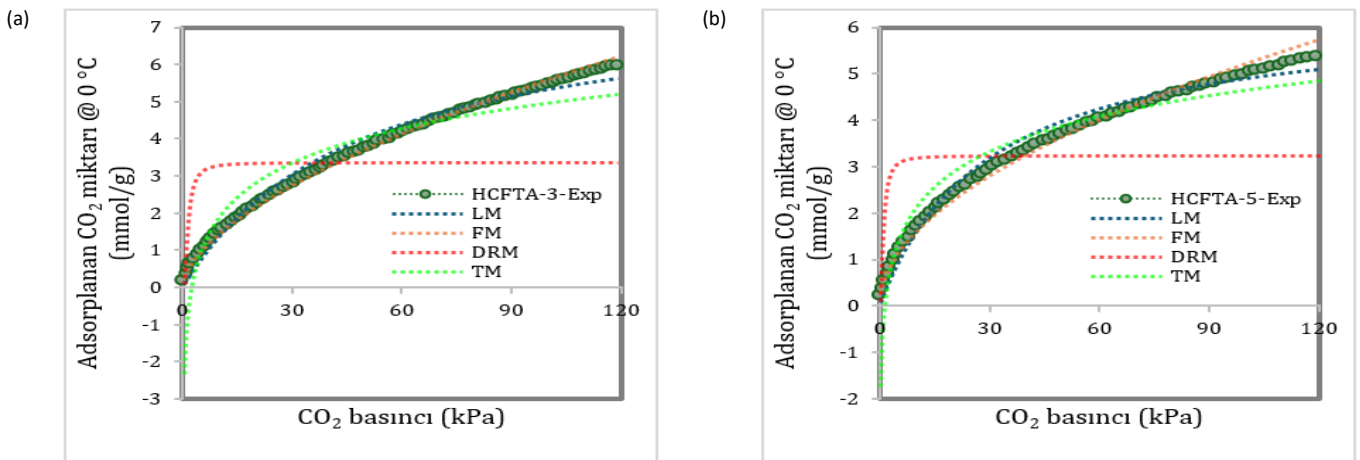 (a)
Adsorplanan CO₂ miktarı @ 0 °C
(mmol/g)
7
6
5
4
3
2
1
0
-1
-2
-3
0
30
60
90
120
HCFTA-3-Exp
LM
FM
DRM
TM
CO₂ basıncı (kPa)
(b)
Adsorplanan CO₂ miktarı @ 0 °C
(mmol/g)
6
5
4
3
2
1
0
-1
-2
0
30
60
90
120
HCFTA-5-Exp
LM
FM
DRM
TM
CO₂ basıncı (kPa)